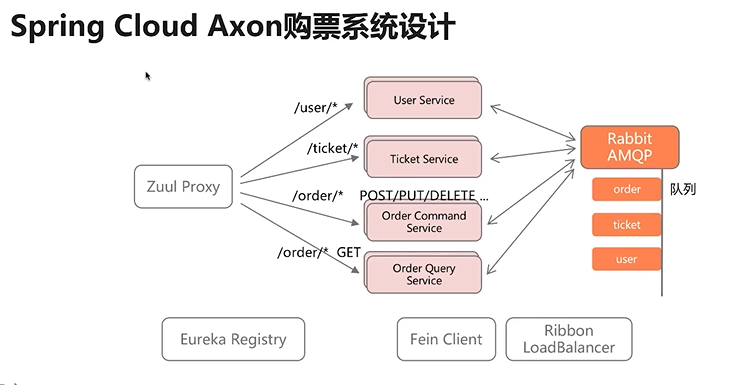 Spring Cloud Axon购票系统设计
/user/*
User Service
/ticket/*
Ticket Service
Rabbit
AMQP
Zuul Proxy
/order/*
POST/PUT/DELETE ...
Order Command
Service
/order/* GET
Order Query
Service
order
队列
ticket
user
Eureka Registry
Fein Client
Ribbon
LoadBalancer